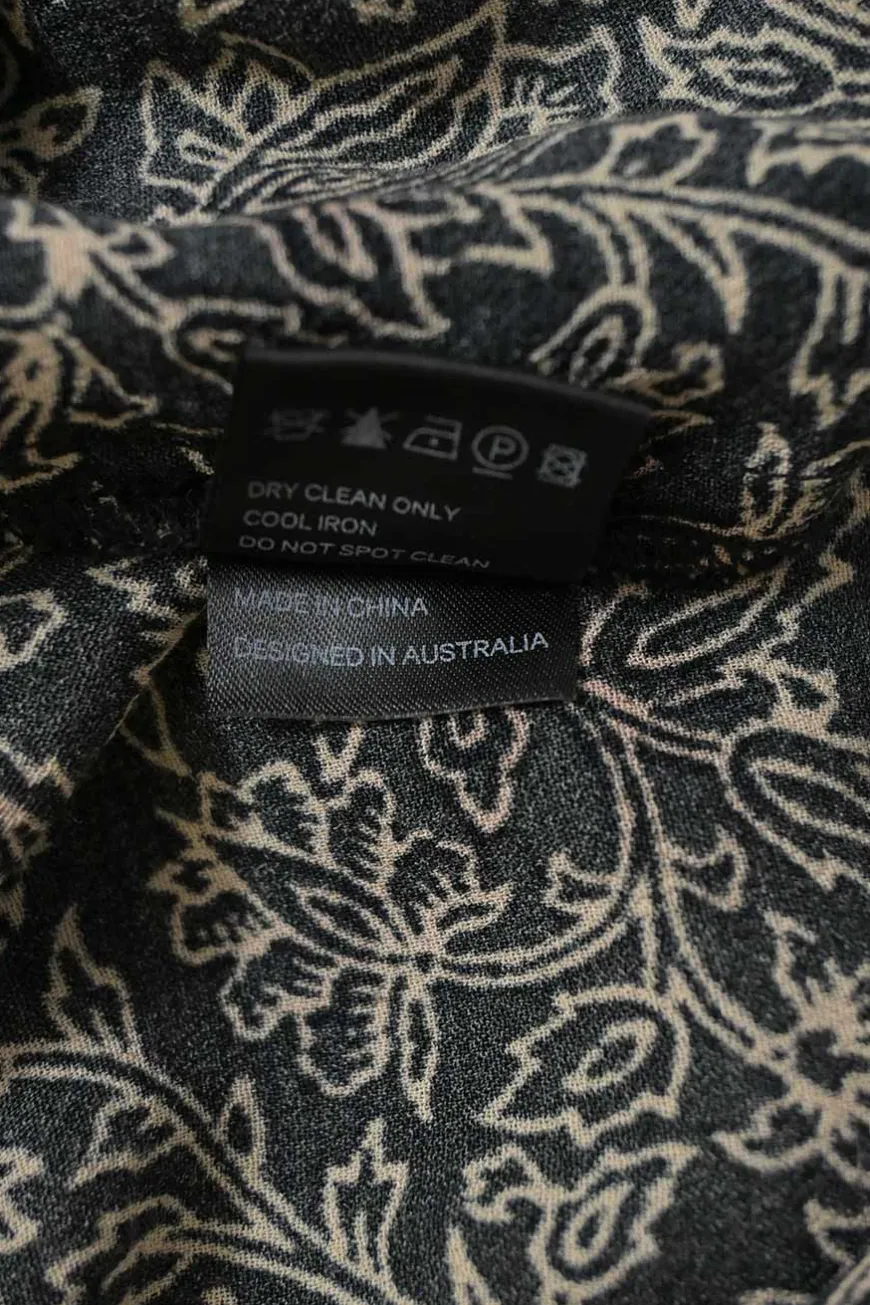 P
DRY CLEAN ONLY
COOL IRON
DO NOT SPOT CLEAN
MADE IN CHINA
DESIGNED IN AUSTRALIA